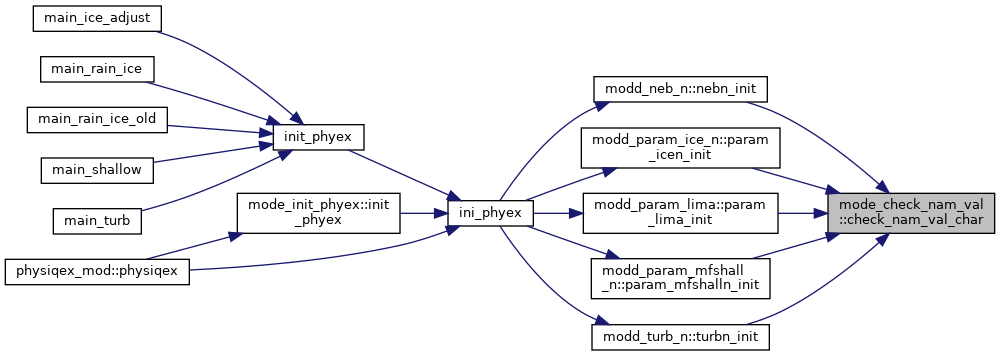 main_ice_adjust
main_rain_ice
main_rain_ice_old
main_shallow
main_turb
init_phyex
mode_init_phyex::init
_phyex
physiqex_mod::physiqex
ini_phyex
modd_neb_n::nebn_init
modd_param_ice_n::param
_icen_init
modd_param_lima::param
_lima_init
modd_param_mfshall
_n::param_mfshalln_init
modd_turb_n::turbn_init
mode_check_nam_val
::check_nam_val_char